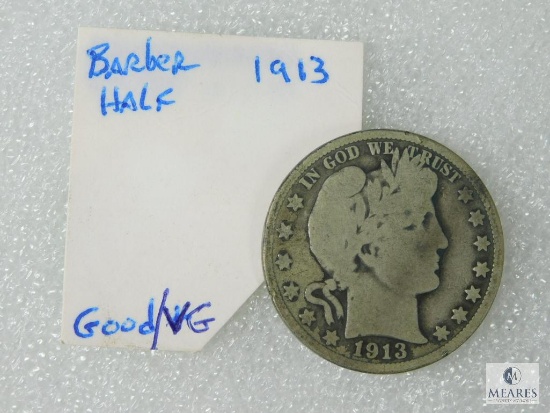 Barber 1913
Half
Good/VG
IN GOD WE TRUST
1913
MEARES